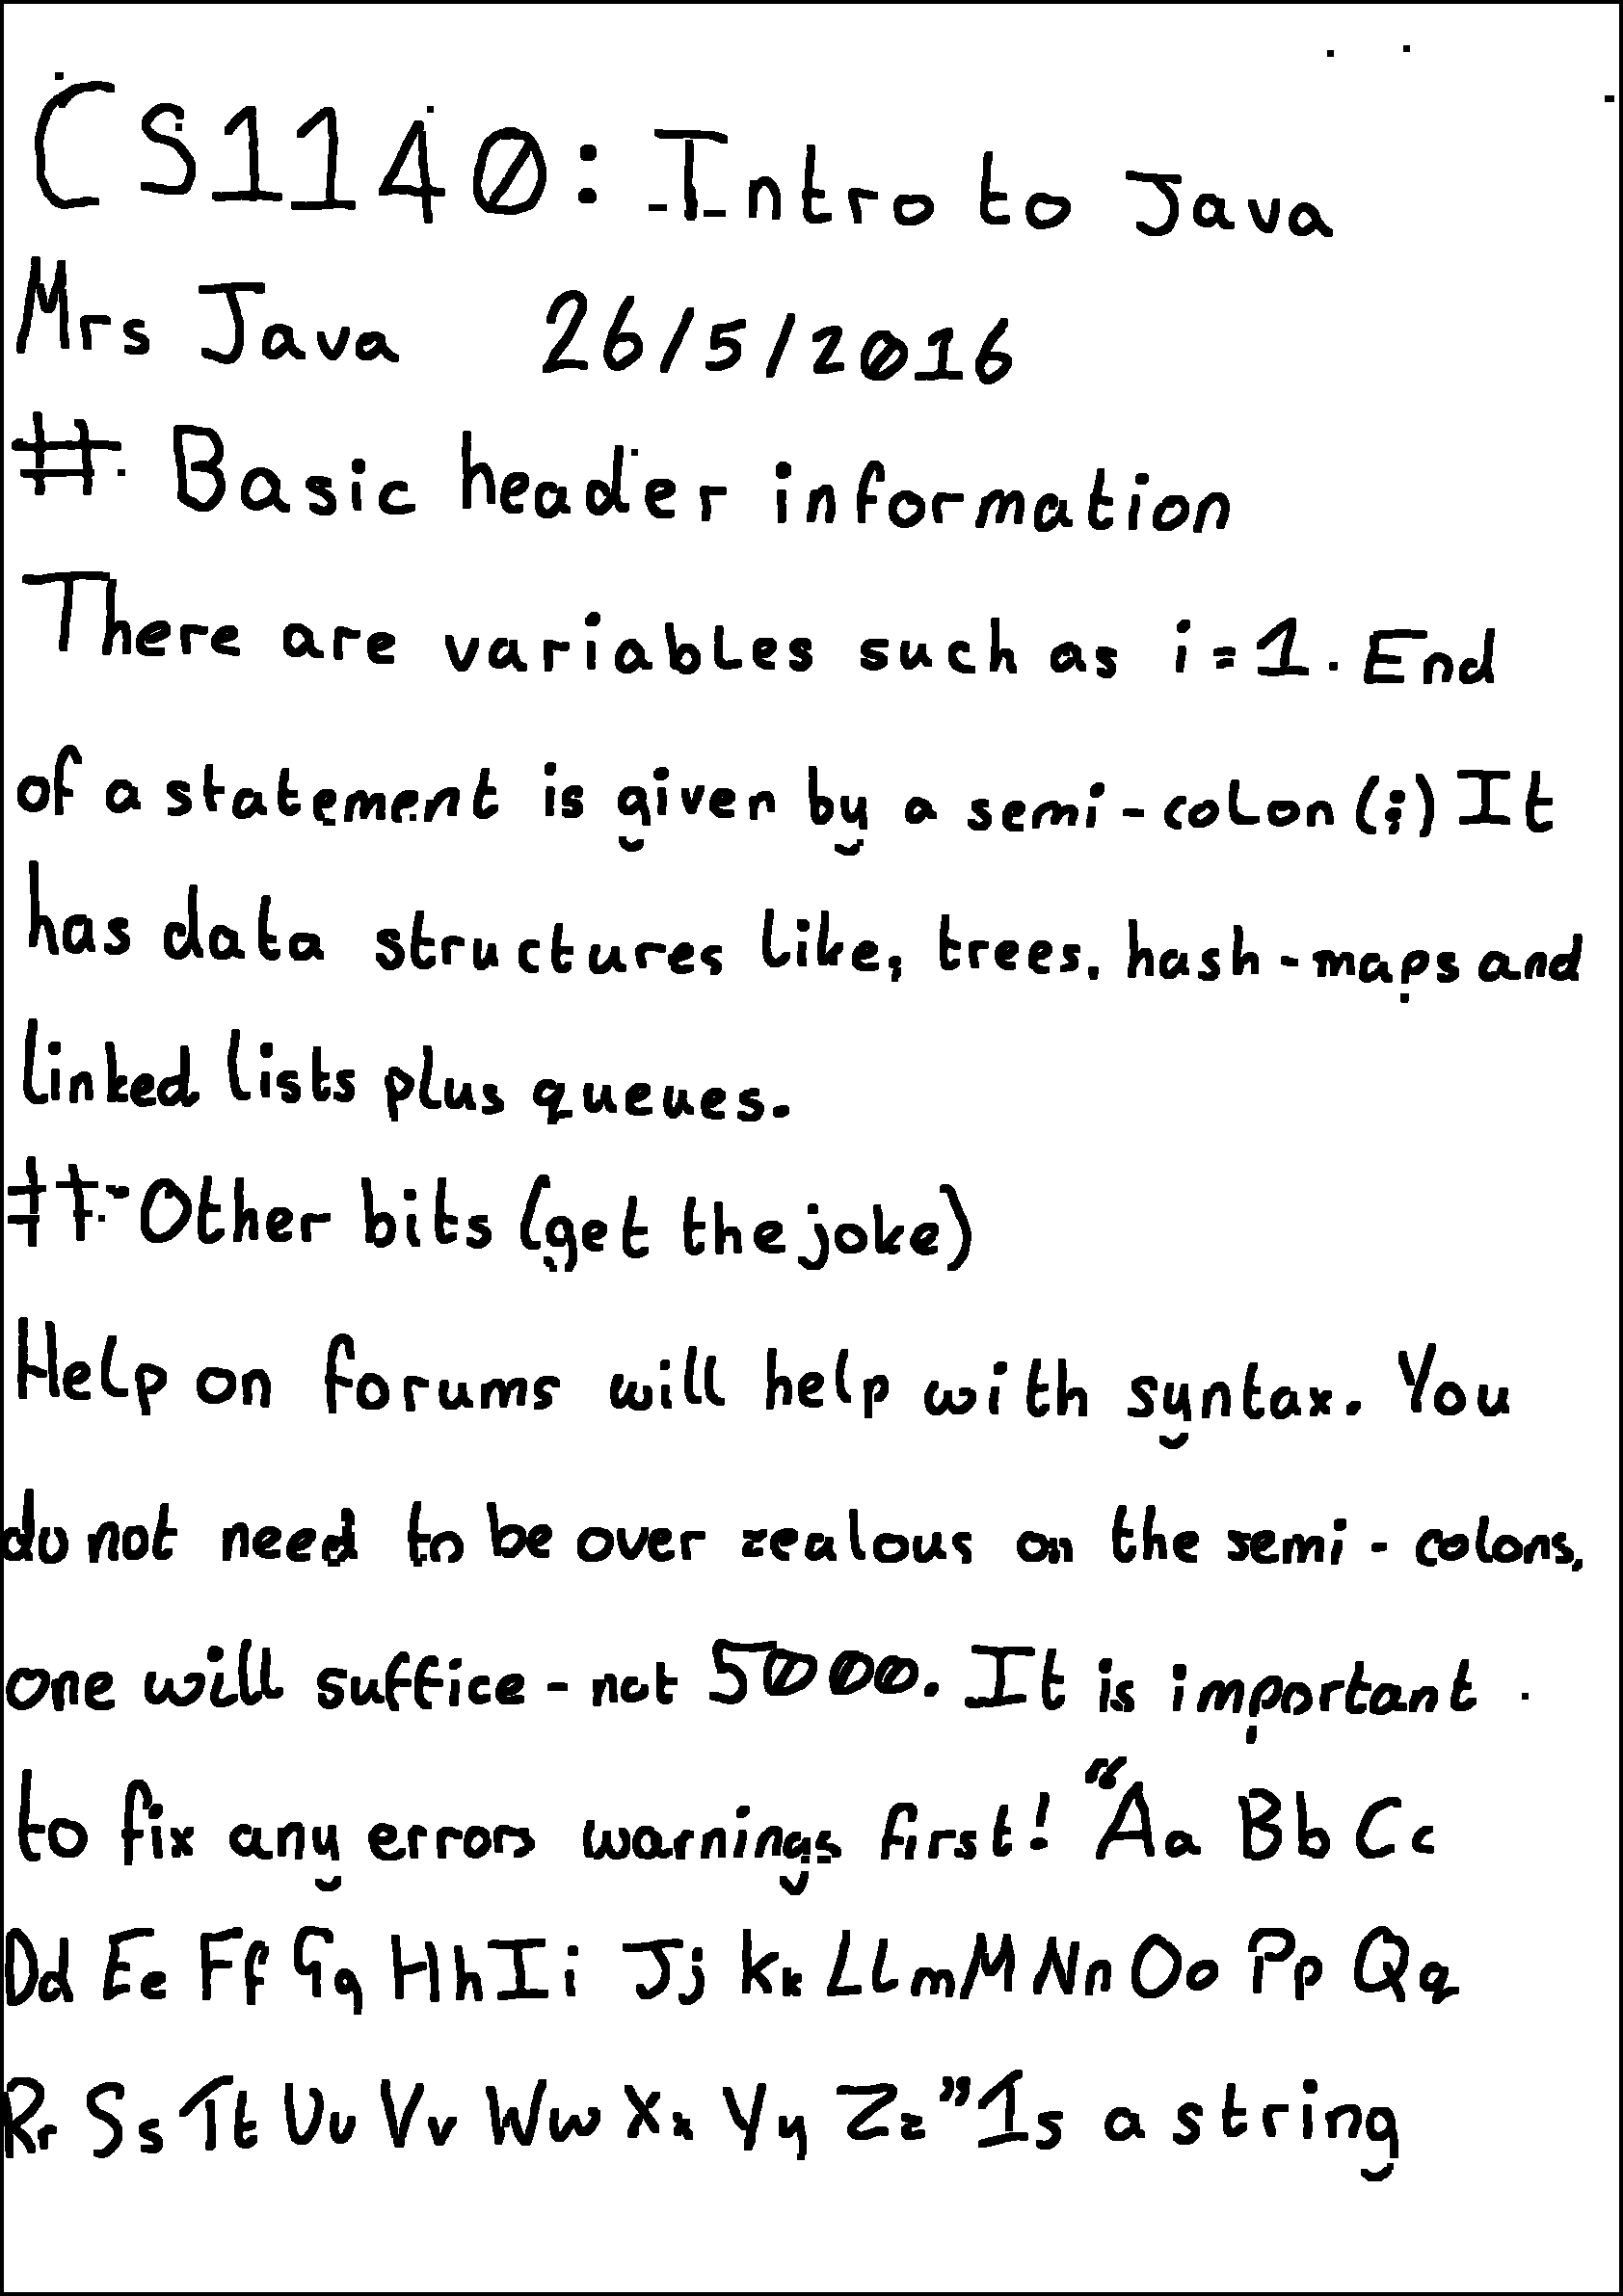 CS1140: Intro to Java
Mrs Java 26/5/2016
# Basic header information
There are variables such as i=1. End
of a statement is given by a semi-colon(;) It
has data structures like, trees, hash-maps and
linked lists plus queues.
# Other bits (get the joke)
Help on forums will help with syntax. You
do not need to be over zealous on the semi-colons,
one will suffice - not 5000. It is important
to fix any errors warnings first! “Aa Bb Cc
Dd Ee Ff Gg Hh Ii Jj Kk Ll mM Nn Oo Pp Qq
Rr Ss Tt Uu Vv Ww Xx Yy Zz” Is a string